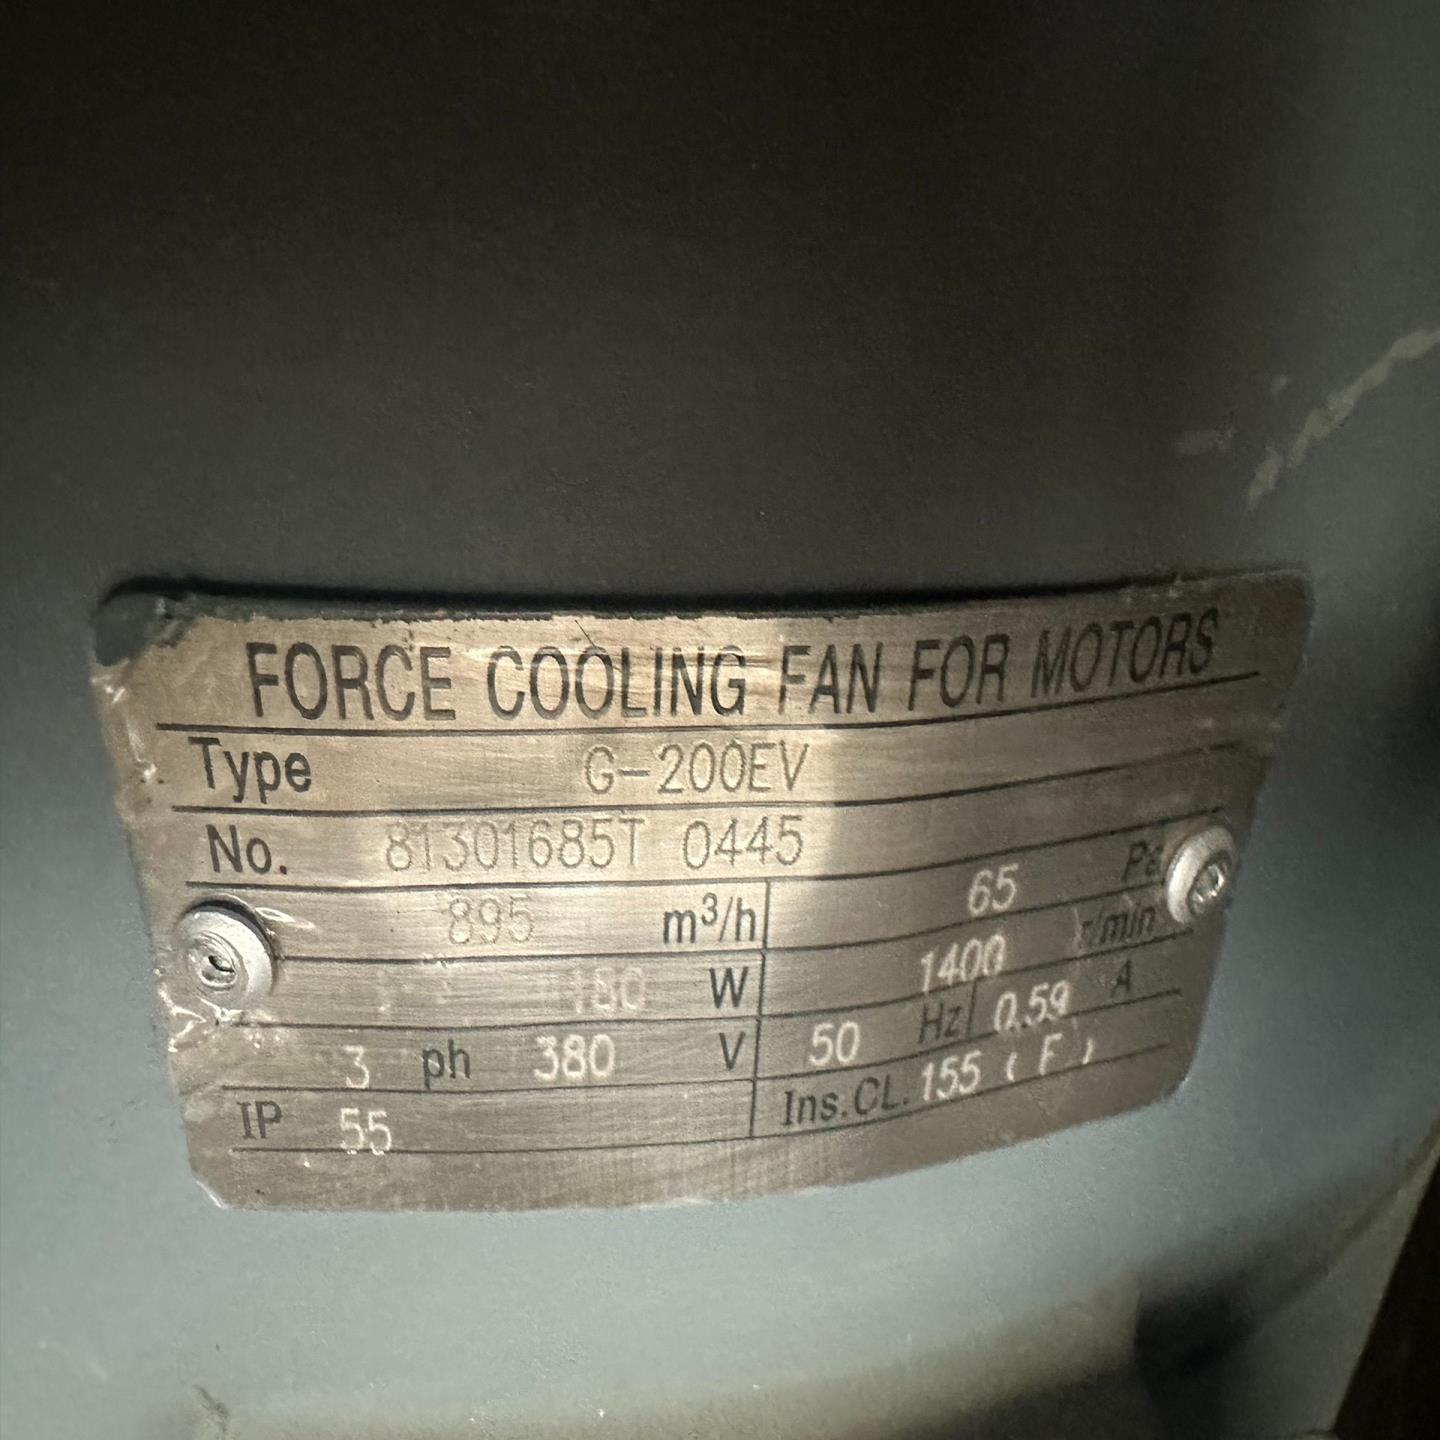 FORCE COOLING FAN FOR MOTORS
Type G-200EV
No. 81301685T 0445
895 m³/h 65 Pa
180 W 1400 r/min
3 ph 380 V 50 Hz 0.59 A
IP 55 Ins.CL. 155 ( F )